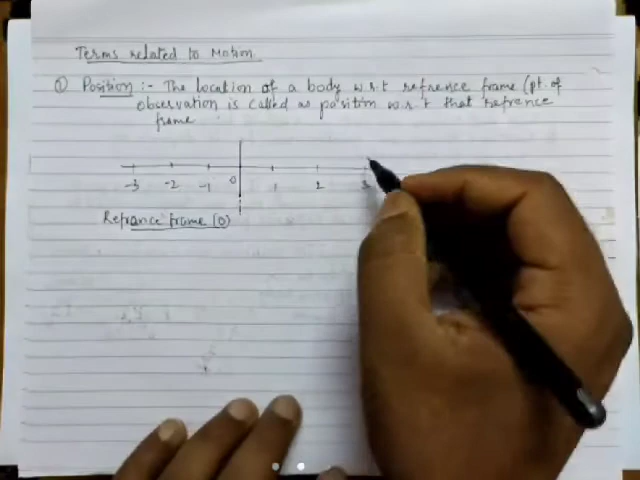 Terms related to Motion
① Position :- The location of a body w.r.t refrence frame (pt. of
observation is called as position w.r.t that refrence
frame
-3 -2 -1 0 1 2 3
Refrance frame (0)